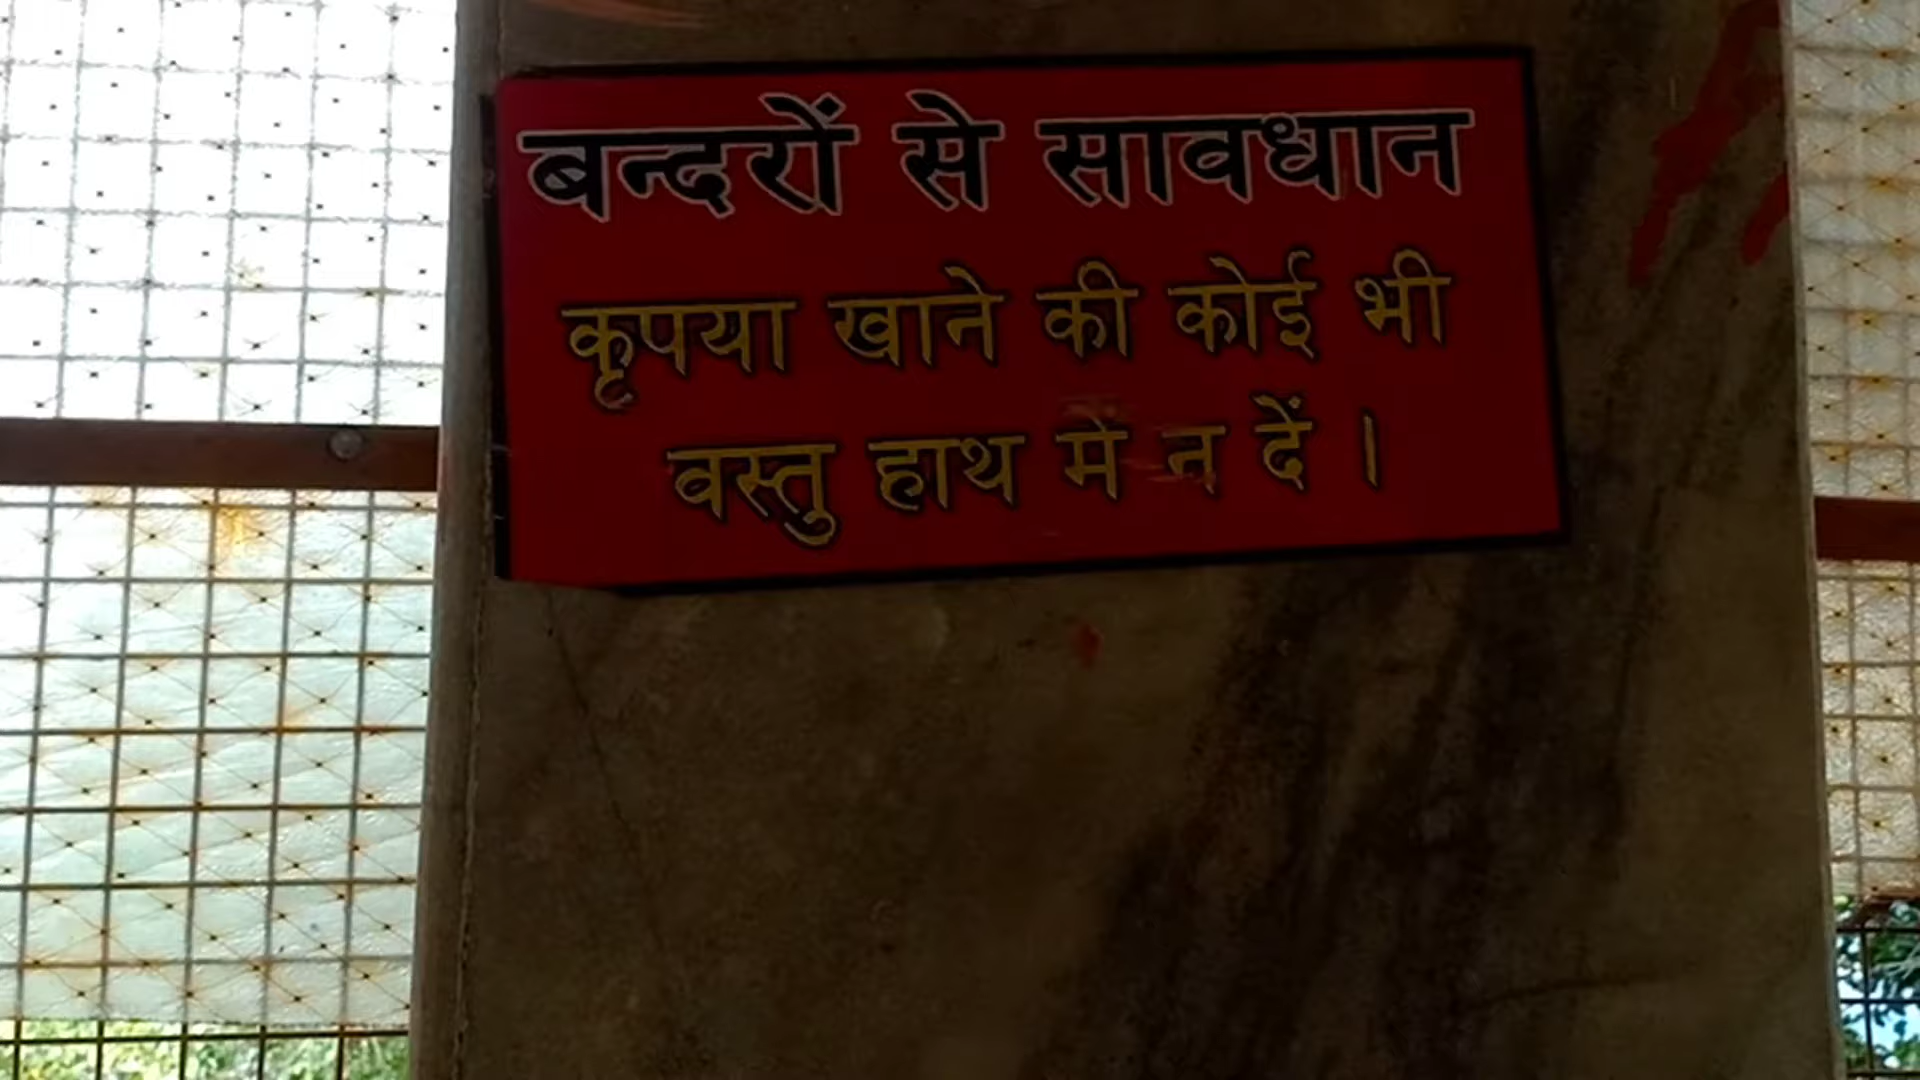 बन्दरों से सावधान
कृपया खाने की कोई भी
वस्तु हाथ में न दें ।